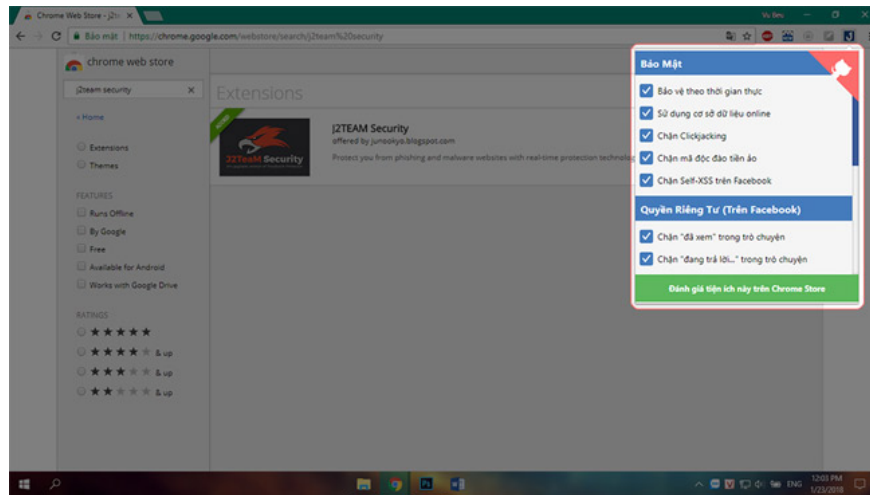 Chrome Web Store - j2te
Vu Bes
Bảo mật | https://chrome.google.com/webstore/search/j2team%20security
chrome web store
j2team security
« Home
Extensions
Themes
FEATURES
Runs Offline
By Google
Free
Available for Android
Works with Google Drive
RATINGS
& up
& up
& up
Extensions
ADDED
J2TEAM Security
J2TEAM Security
offered by junookyo.blogspot.com
Protect you from phishing and malware websites with real-time protection technolog
Bảo Mật
Bảo vệ theo thời gian thực
Sử dụng cơ sở dữ liệu online
Chặn Clickjacking
Chặn mã độc đào tiền ảo
Chặn Self-XSS trên Facebook
Quyền Riêng Tư (Trên Facebook)
Chặn "đã xem" trong trò chuyện
Chặn "đang trả lời..." trong trò chuyện
Đánh giá tiện ích này trên Chrome Store
ENG
12:03 PM
1/23/2018